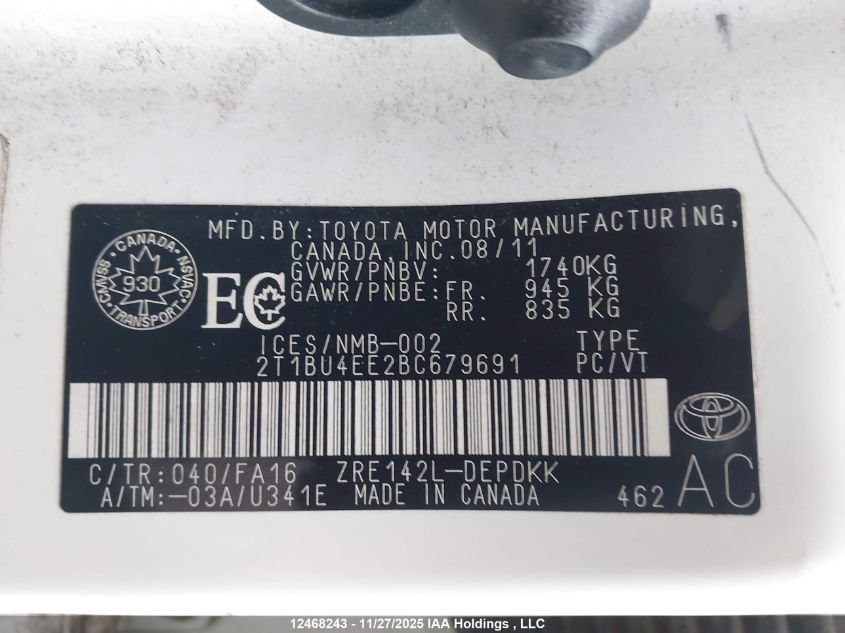 MFD.BY:TOYOTA MOTOR MANUFACTURING,
CANADA,INC.08/11
GVWR/PNBV: 1740KG
GAWR/PNBE:FR. 945 KG
RR. 835 KG
CANADA
CMVSS 930 NSVAC
TRANSPORT
EC
ICES/NMB-002 TYPE
2T1BU4EE2BC679691 PC/VT
C/TR:040/FA16 ZRE142L-DEPDKK
A/TM:-03A/U341E MADE IN CANADA 462 AC
12468243 - 11/27/2025 IAA Holdings , LLC